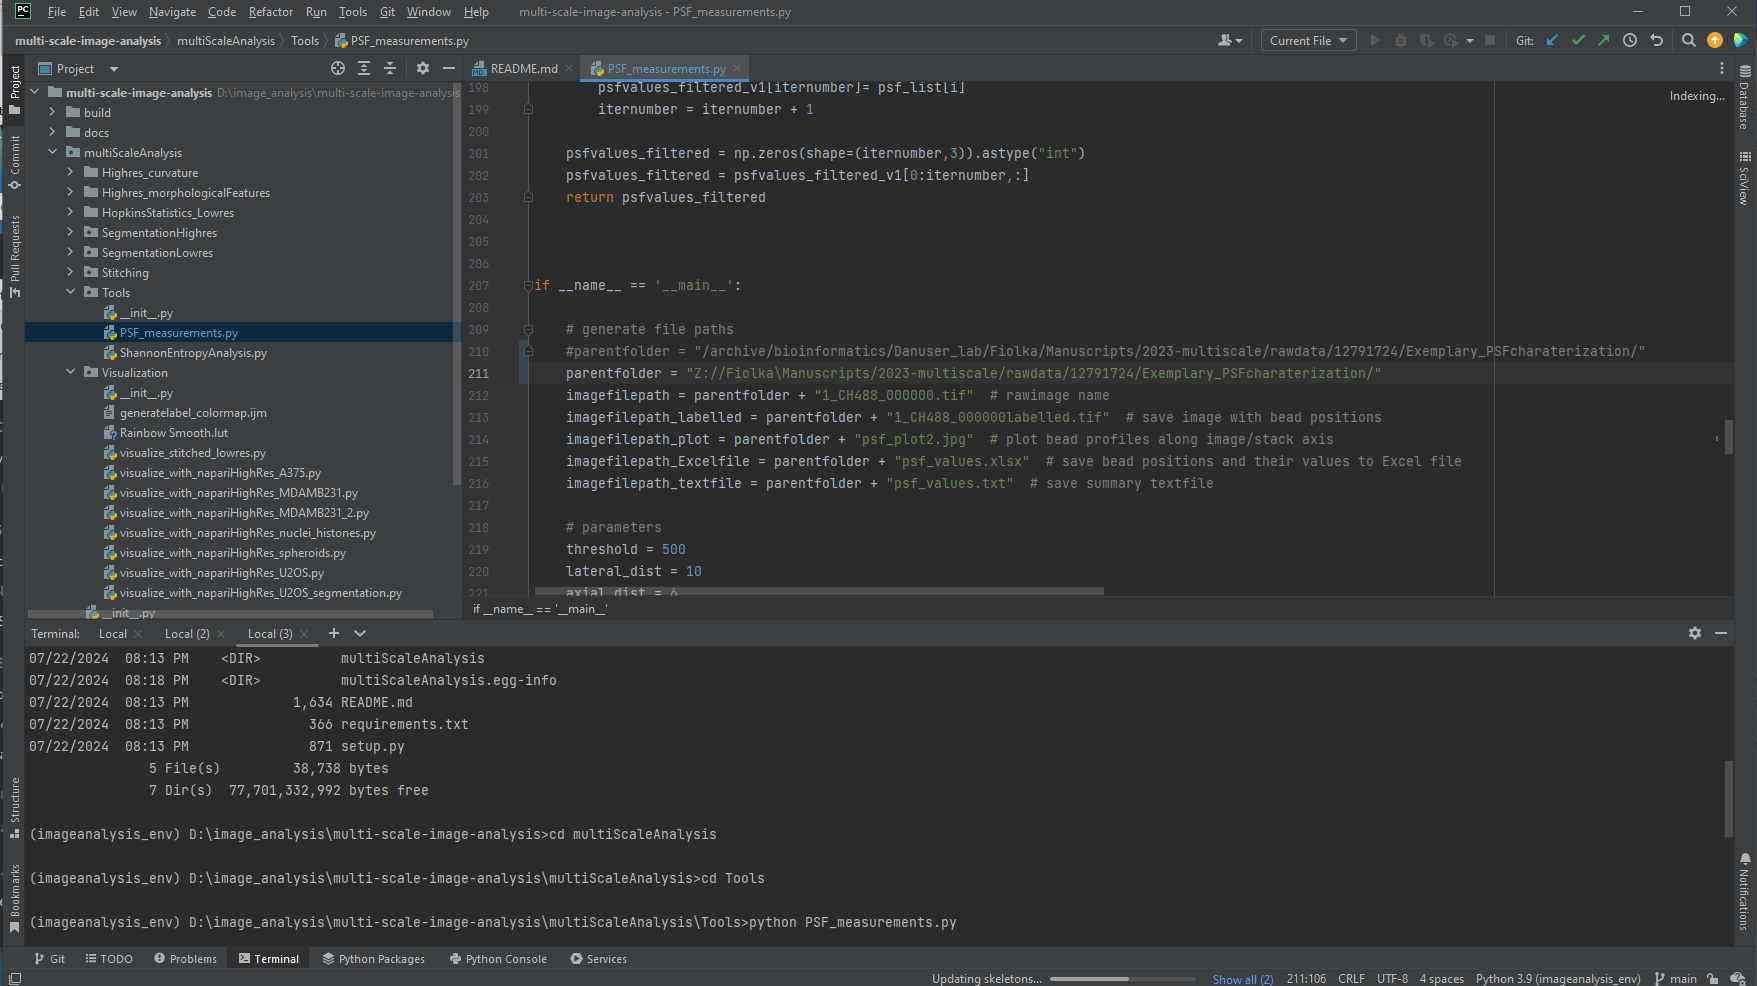 PC File Edit View Navigate Code Refactor Run Tools Git Window Help multi-scale-image-analysis - PSF_measurements.py
multi-scale-image-analysis multiScaleAnalysis Tools PSF_measurements.py Current File Git:
Project
Project
Commit
Pull Requests
Structure
Bookmarks
multi-scale-image-analysis D:\image_analysis\multi-scale-image-analysis
build
docs
multiScaleAnalysis
Highres_curvature
Highres_morphologicalFeatures
HopkinsStatistics_Lowres
SegmentationHighres
SegmentationLowres
Stitching
Tools
__init__.py
PSF_measurements.py
ShannonEntropyAnalysis.py
Visualization
__init__.py
generatelabel_colormap.ijm
Rainbow Smooth.lut
visualize_stitched_lowres.py
visualize_with_napariHighRes_A375.py
visualize_with_napariHighRes_MDAMB231.py
visualize_with_napariHighRes_MDAMB231_2.py
visualize_with_napariHighRes_nuclei_histones.py
visualize_with_napariHighRes_spheroids.py
visualize_with_napariHighRes_U2OS.py
visualize_with_napariHighRes_U2OS_segmentation.py
__init__.py
README.md PSF_measurements.py
Indexing...
198 psfvalues_filtered_v1[iternumber]= psf_list[i]
199 iternumber = iternumber + 1
200
201 psfvalues_filtered = np.zeros(shape=(iternumber,3)).astype("int")
202 psfvalues_filtered = psfvalues_filtered_v1[0:iternumber,:]
203 return psfvalues_filtered
204
205
206
207 if __name__ == '__main__':
208
209 # generate file paths
210 #parentfolder = "/archive/bioinformatics/Danuser_lab/Fiolka/Manuscripts/2023-multiscale/rawdata/12791724/Exemplary_PSFcharaterization/"
211 parentfolder = "Z://Fiolka\Manuscripts/2023-multiscale/rawdata/12791724/Exemplary_PSFcharaterization/"
212 imagefilepath = parentfolder + "1_CH488_000000.tif"  # rawimage name
213 imagefilepath_labelled = parentfolder + "1_CH488_000000labelled.tif"  # save image with bead positions
214 imagefilepath_plot = parentfolder + "psf_plot2.jpg"  # plot bead profiles along image/stack axis
215 imagefilepath_Excelfile = parentfolder + "psf_values.xlsx"  # save bead positions and their values to Excel file
216 imagefilepath_textfile = parentfolder + "psf_values.txt"  # save summary textfile
217
218 # parameters
219 threshold = 500
220 lateral_dist = 10
221 axial_dist = 6
if __name__ == '__main__'
Database
SciView
Notifications
Terminal: Local Local (2) Local (3)
07/22/2024  08:13 PM    <DIR>          multiScaleAnalysis
07/22/2024  08:18 PM    <DIR>          multiScaleAnalysis.egg-info
07/22/2024  08:13 PM             1,634 README.md
07/22/2024  08:13 PM               366 requirements.txt
07/22/2024  08:13 PM               871 setup.py
5 File(s)         38,738 bytes
7 Dir(s)  77,701,332,992 bytes free
(imageanalysis_env) D:\image_analysis\multi-scale-image-analysis>cd multiScaleAnalysis
(imageanalysis_env) D:\image_analysis\multi-scale-image-analysis\multiScaleAnalysis>cd Tools
(imageanalysis_env) D:\image_analysis\multi-scale-image-analysis\multiScaleAnalysis\Tools>python PSF_measurements.py
Git TODO Problems Terminal Python Packages Python Console Services
Updating skeletons... Show all (2) 211:106 CRLF UTF-8 4 spaces Python 3.9 (imageanalysis_env) main